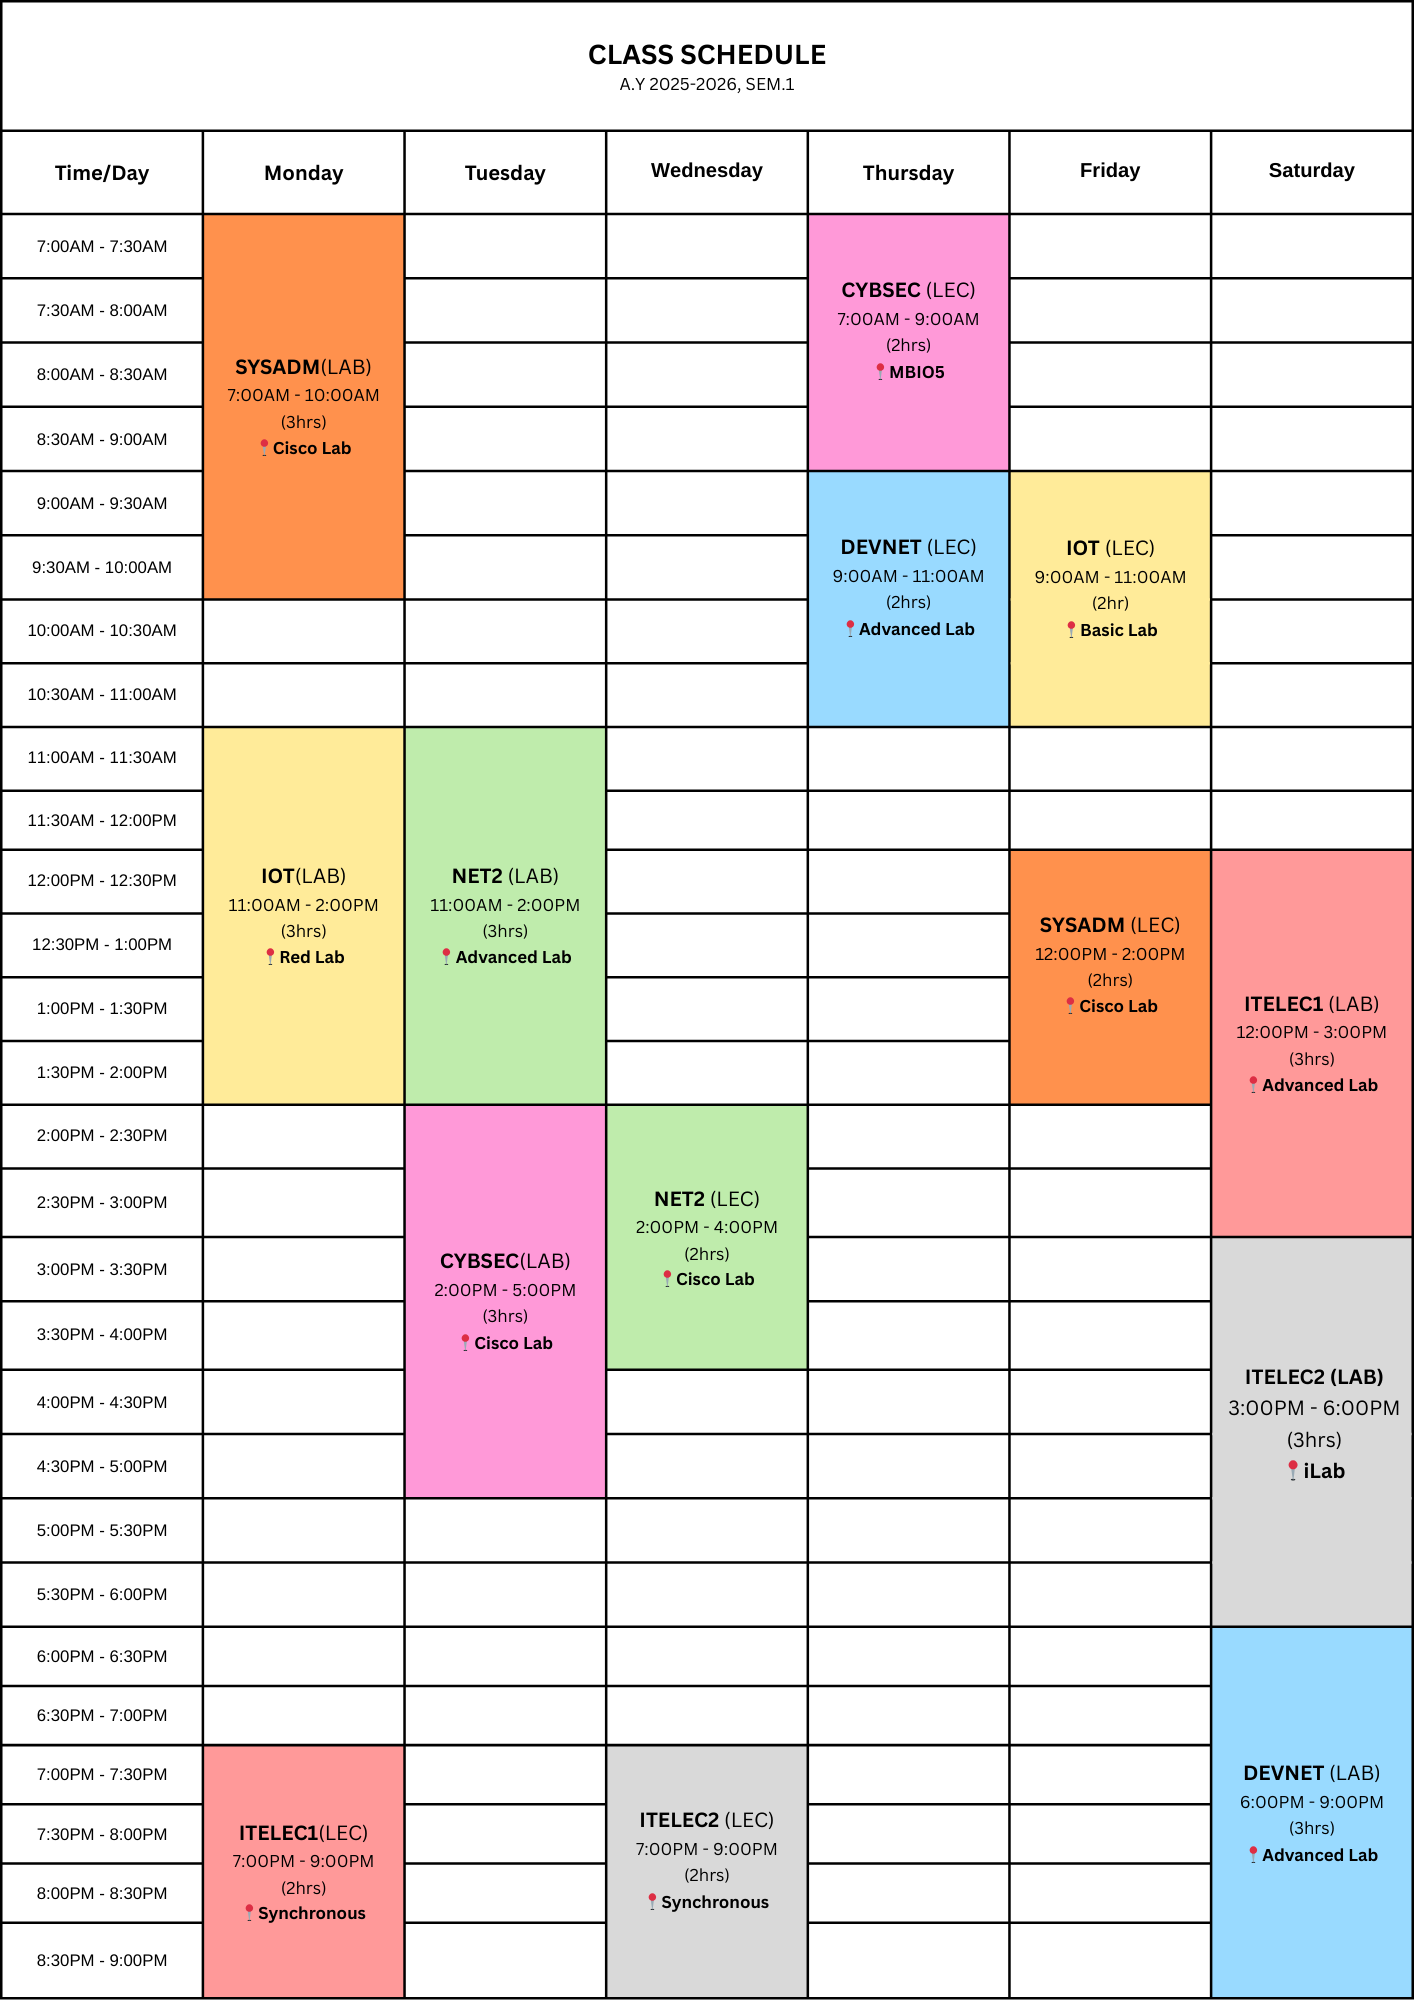 CLASS SCHEDULE
A.Y 2025-2026, SEM.1
Time/Day
Monday
Tuesday
Wednesday
Thursday
Friday
Saturday
7:00AM - 7:30AM
7:30AM - 8:00AM
8:00AM - 8:30AM
8:30AM - 9:00AM
9:00AM - 9:30AM
9:30AM - 10:00AM
10:00AM - 10:30AM
10:30AM - 11:00AM
11:00AM - 11:30AM
11:30AM - 12:00PM
12:00PM - 12:30PM
12:30PM - 1:00PM
1:00PM - 1:30PM
1:30PM - 2:00PM
2:00PM - 2:30PM
2:30PM - 3:00PM
3:00PM - 3:30PM
3:30PM - 4:00PM
4:00PM - 4:30PM
4:30PM - 5:00PM
5:00PM - 5:30PM
5:30PM - 6:00PM
6:00PM - 6:30PM
6:30PM - 7:00PM
7:00PM - 7:30PM
7:30PM - 8:00PM
8:00PM - 8:30PM
8:30PM - 9:00PM
SYSADM(LAB)
7:00AM - 10:00AM
(3hrs)
📍Cisco Lab
IOT(LAB)
11:00AM - 2:00PM
(3hrs)
📍Red Lab
ITELEC1(LEC)
7:00PM - 9:00PM
(2hrs)
📍Synchronous
NET2 (LAB)
11:00AM - 2:00PM
(3hrs)
📍Advanced Lab
CYBSEC(LAB)
2:00PM - 5:00PM
(3hrs)
📍Cisco Lab
NET2 (LEC)
2:00PM - 4:00PM
(2hrs)
📍Cisco Lab
ITELEC2 (LEC)
7:00PM - 9:00PM
(2hrs)
📍Synchronous
CYBSEC (LEC)
7:00AM - 9:00AM
(2hrs)
📍MBIO5
DEVNET (LEC)
9:00AM - 11:00AM
(2hrs)
📍Advanced Lab
IOT (LEC)
9:00AM - 11:00AM
(2hr)
📍Basic Lab
SYSADM (LEC)
12:00PM - 2:00PM
(2hrs)
📍Cisco Lab
ITELEC1 (LAB)
12:00PM - 3:00PM
(3hrs)
📍Advanced Lab
ITELEC2 (LAB)
3:00PM - 6:00PM
(3hrs)
📍iLab
DEVNET (LAB)
6:00PM - 9:00PM
(3hrs)
📍Advanced Lab